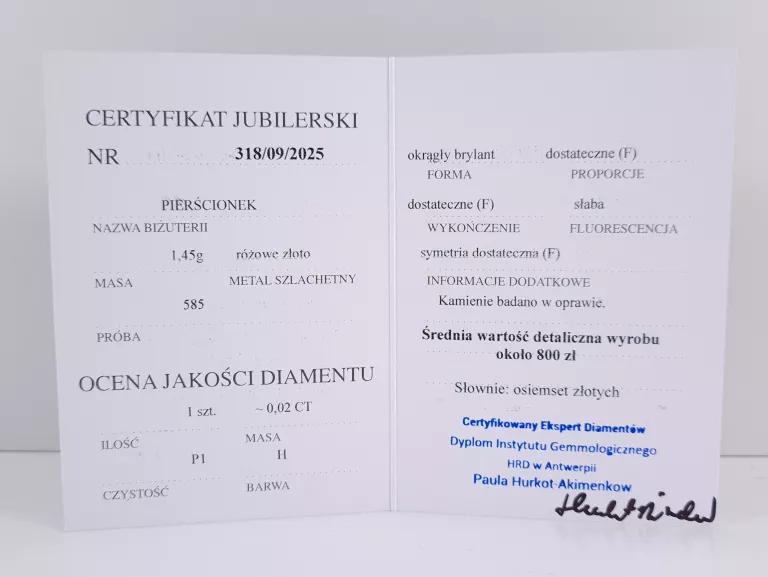 CERTYFIKAT JUBILERSKI
NR 318/09/2025
PIERŚCIONEK
NAZWA BIŻUTERII
1,45g różowe złoto
MASA METAL SZLACHETNY
585
PRÓBA
OCENA JAKOŚCI DIAMENTU
1 szt. ~ 0,02 CT
ILOŚĆ MASA
P1 H
CZYSTOŚĆ BARWA
okrągły brylant dostateczne (F)
FORMA PROPORCJE
dostateczne (F) słaba
WYKOŃCZENIE FLUORESCENCJA
symetria dostateczna (F)
INFORMACJE DODATKOWE
Kamienie badano w oprawie.
Średnia wartość detaliczna wyrobu
około 800 zł
Słownie: osiemset złotych
Certyfikowany Ekspert Diamentów
Dyplom Instytutu Gemmologicznego
HRD w Antwerpii
Paula Hurkot-Akimenkow